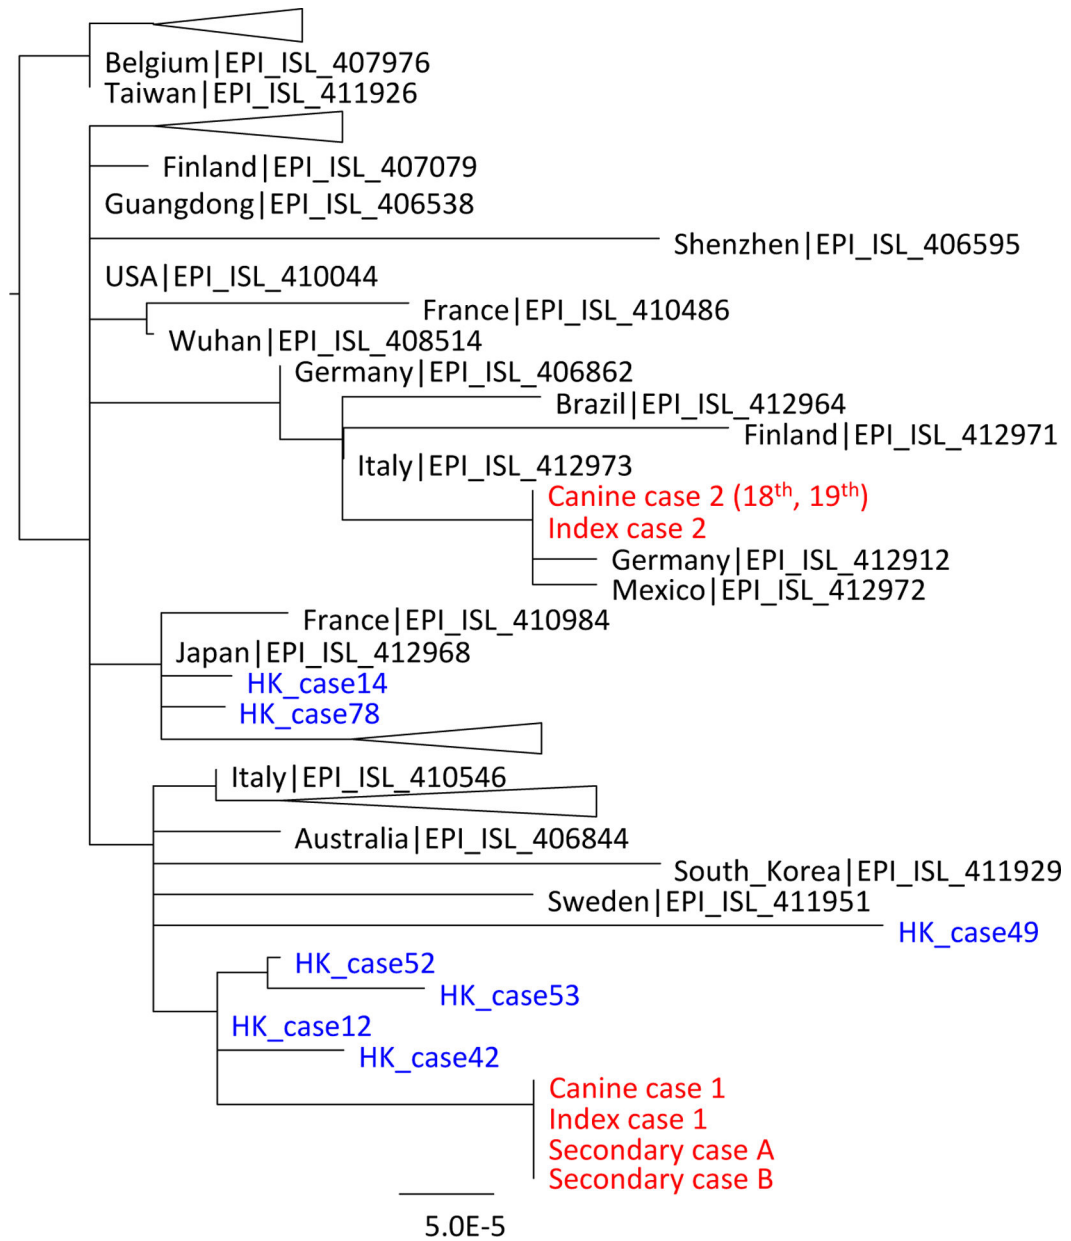 Belgium|EPI_ISL_407976
Taiwan|EPI_ISL_411926
Finland|EPI_ISL_407079
Guangdong|EPI_ISL_406538
Shenzhen|EPI_ISL_406595
USA|EPI_ISL_410044
France|EPI_ISL_410486
Wuhan|EPI_ISL_408514
Germany|EPI_ISL_406862
Brazil|EPI_ISL_412964
Finland|EPI_ISL_412971
Italy|EPI_ISL_412973
Canine case 2 (18th, 19th)
Index case 2
Germany|EPI_ISL_412912
Mexico|EPI_ISL_412972
France|EPI_ISL_410984
Japan|EPI_ISL_412968
HK_case14
HK_case78
Italy|EPI_ISL_410546
Australia|EPI_ISL_406844
South_Korea|EPI_ISL_411929
Sweden|EPI_ISL_411951
HK_case49
HK_case52
HK_case53
HK_case12
HK_case42
Canine case 1
Index case 1
Secondary case A
Secondary case B
5.0E-5